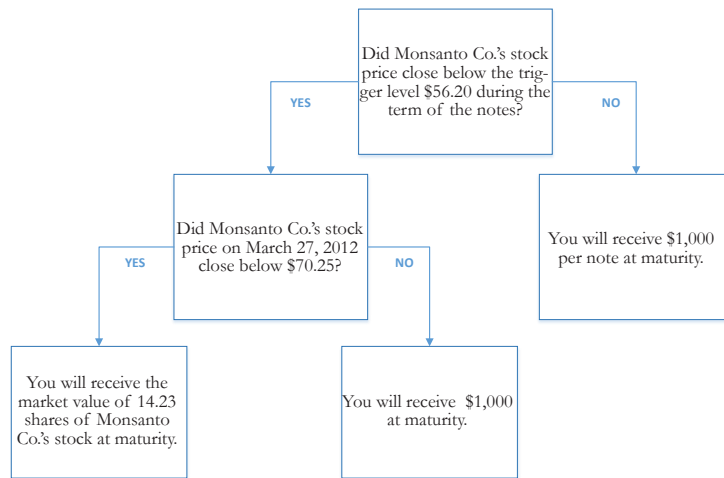 Did Monsanto Co.'s stock
price close below the trig-
ger level $56.20 during the
term of the notes?
YES
NO
Did Monsanto Co.'s stock
price on March 27, 2012
close below $70.25?
You will receive $1,000
per note at maturity.
YES
NO
You will receive the
market value of 14.23
shares of Monsanto
Co.'s stock at maturity.
You will receive $1,000
at maturity.